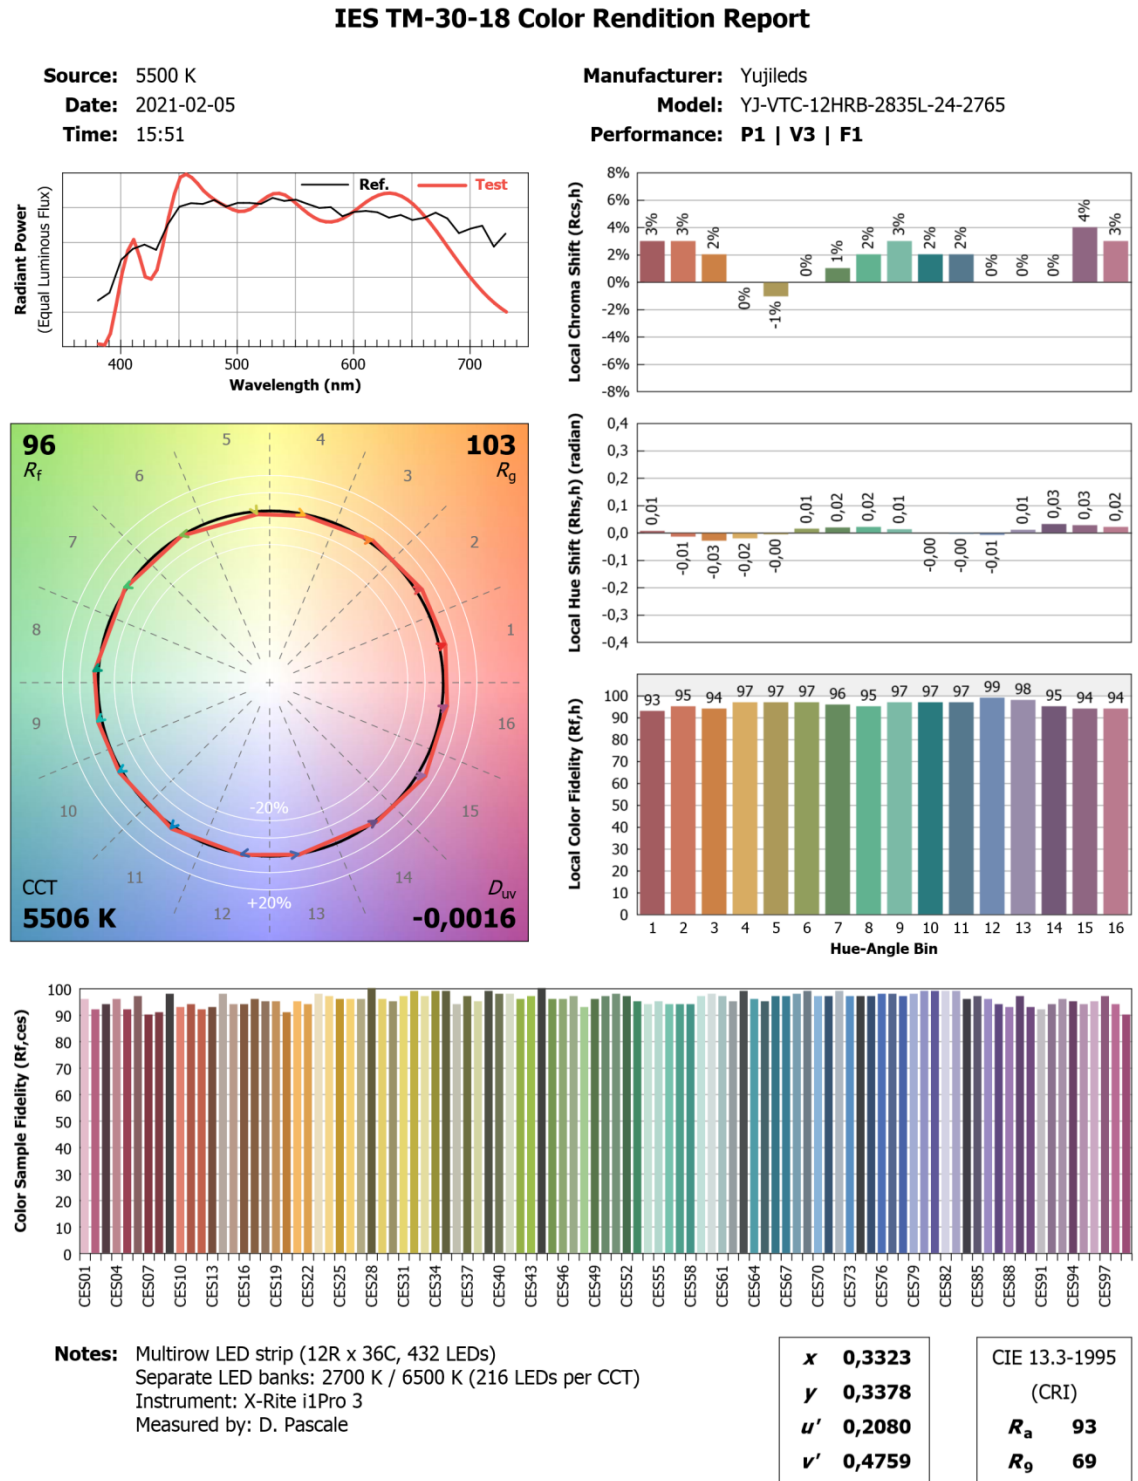 IES TM-30-18 Color Rendition Report
Source: 5500 K
Date: 2021-02-05
Time: 15:51
Manufacturer: Yujileds
Model: YJ-VTC-12HRB-2835L-24-2765
Performance: P1 | V3 | F1
Radiant Power
(Equal Luminous Flux)
Ref. Test
400 500 600 700
Wavelength (nm)
Local Chroma Shift (Rcs,h)
8%
6%
4%
2%
0%
-2%
-4%
-6%
-8%
3% 3% 2% 0% -1% 0% 1% 2% 3% 2% 2% 0% 0% 0% 4% 3%
96
Rf
103
Rg
5 4
6 3
7 2
8 1
9 16
10 15
11 14
12 13
-20%
+20%
CCT
5506 K
Duv
-0,0016
Local Hue Shift (Rhs,h) (radian)
0,4
0,3
0,2
0,1
0,0
-0,1
-0,2
-0,3
-0,4
0,01 -0,01 -0,03 -0,02 -0,00 0,01 0,02 0,02 0,01 -0,00 -0,00 -0,01 0,01 0,03 0,03 0,02
Local Color Fidelity (Rf,h)
100
90
80
70
60
50
40
30
20
10
0
93 95 94 97 97 97 96 95 97 97 97 99 98 95 94 94
1 2 3 4 5 6 7 8 9 10 11 12 13 14 15 16
Hue-Angle Bin
Color Sample Fidelity (Rf,ces)
100
90
80
70
60
50
40
30
20
10
0
CES01 CES04 CES07 CES10 CES13 CES16 CES19 CES22 CES25 CES28 CES31 CES34 CES37 CES40 CES43 CES46 CES49 CES52 CES55 CES58 CES61 CES64 CES67 CES70 CES73 CES76 CES79 CES82 CES85 CES88 CES91 CES94 CES97
Notes: Multirow LED strip (12R x 36C, 432 LEDs)
Separate LED banks: 2700 K / 6500 K (216 LEDs per CCT)
Instrument: X-Rite i1Pro 3
Measured by: D. Pascale
x 0,3323
y 0,3378
u' 0,2080
v' 0,4759
CIE 13.3-1995
(CRI)
Ra 93
R9 69